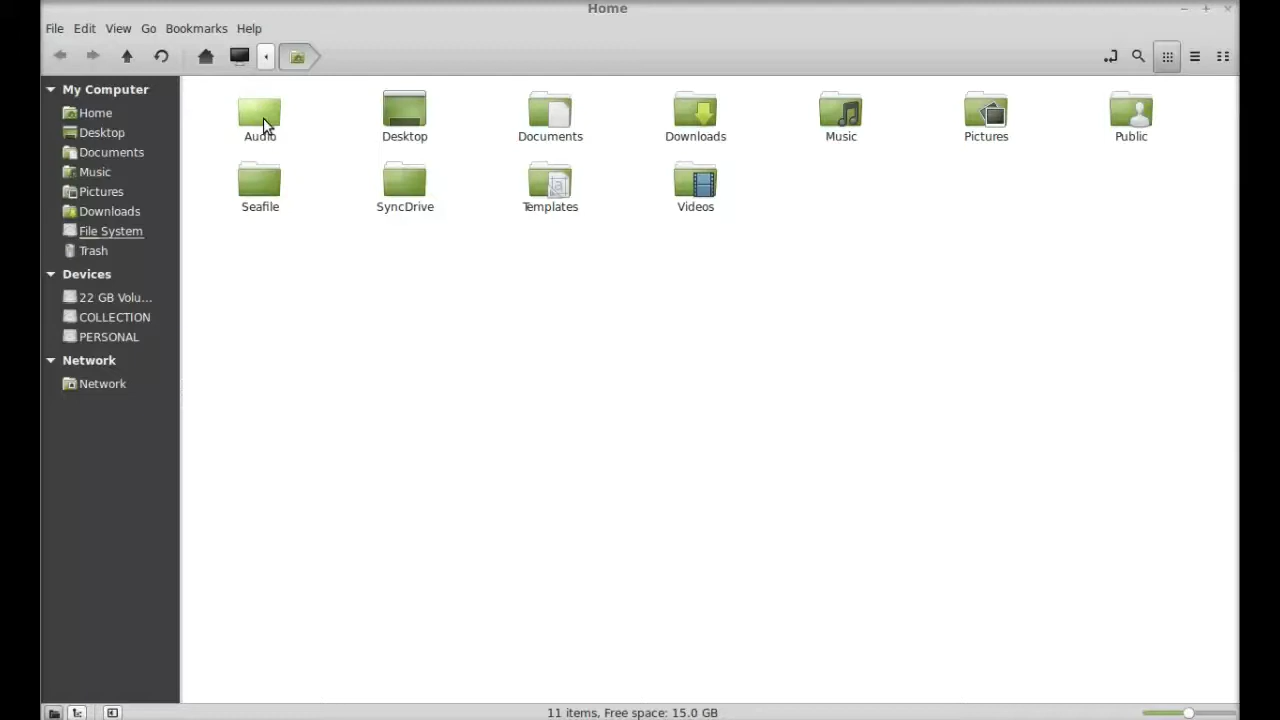 Home
File Edit View Go Bookmarks Help
My Computer
Home
Desktop
Documents
Music
Pictures
Downloads
File System
Trash
Devices
22 GB Volu...
COLLECTION
PERSONAL
Network
Network
Audio Desktop Documents Downloads Music Pictures Public
Seafile SyncDrive Templates Videos
11 items, Free space: 15.0 GB